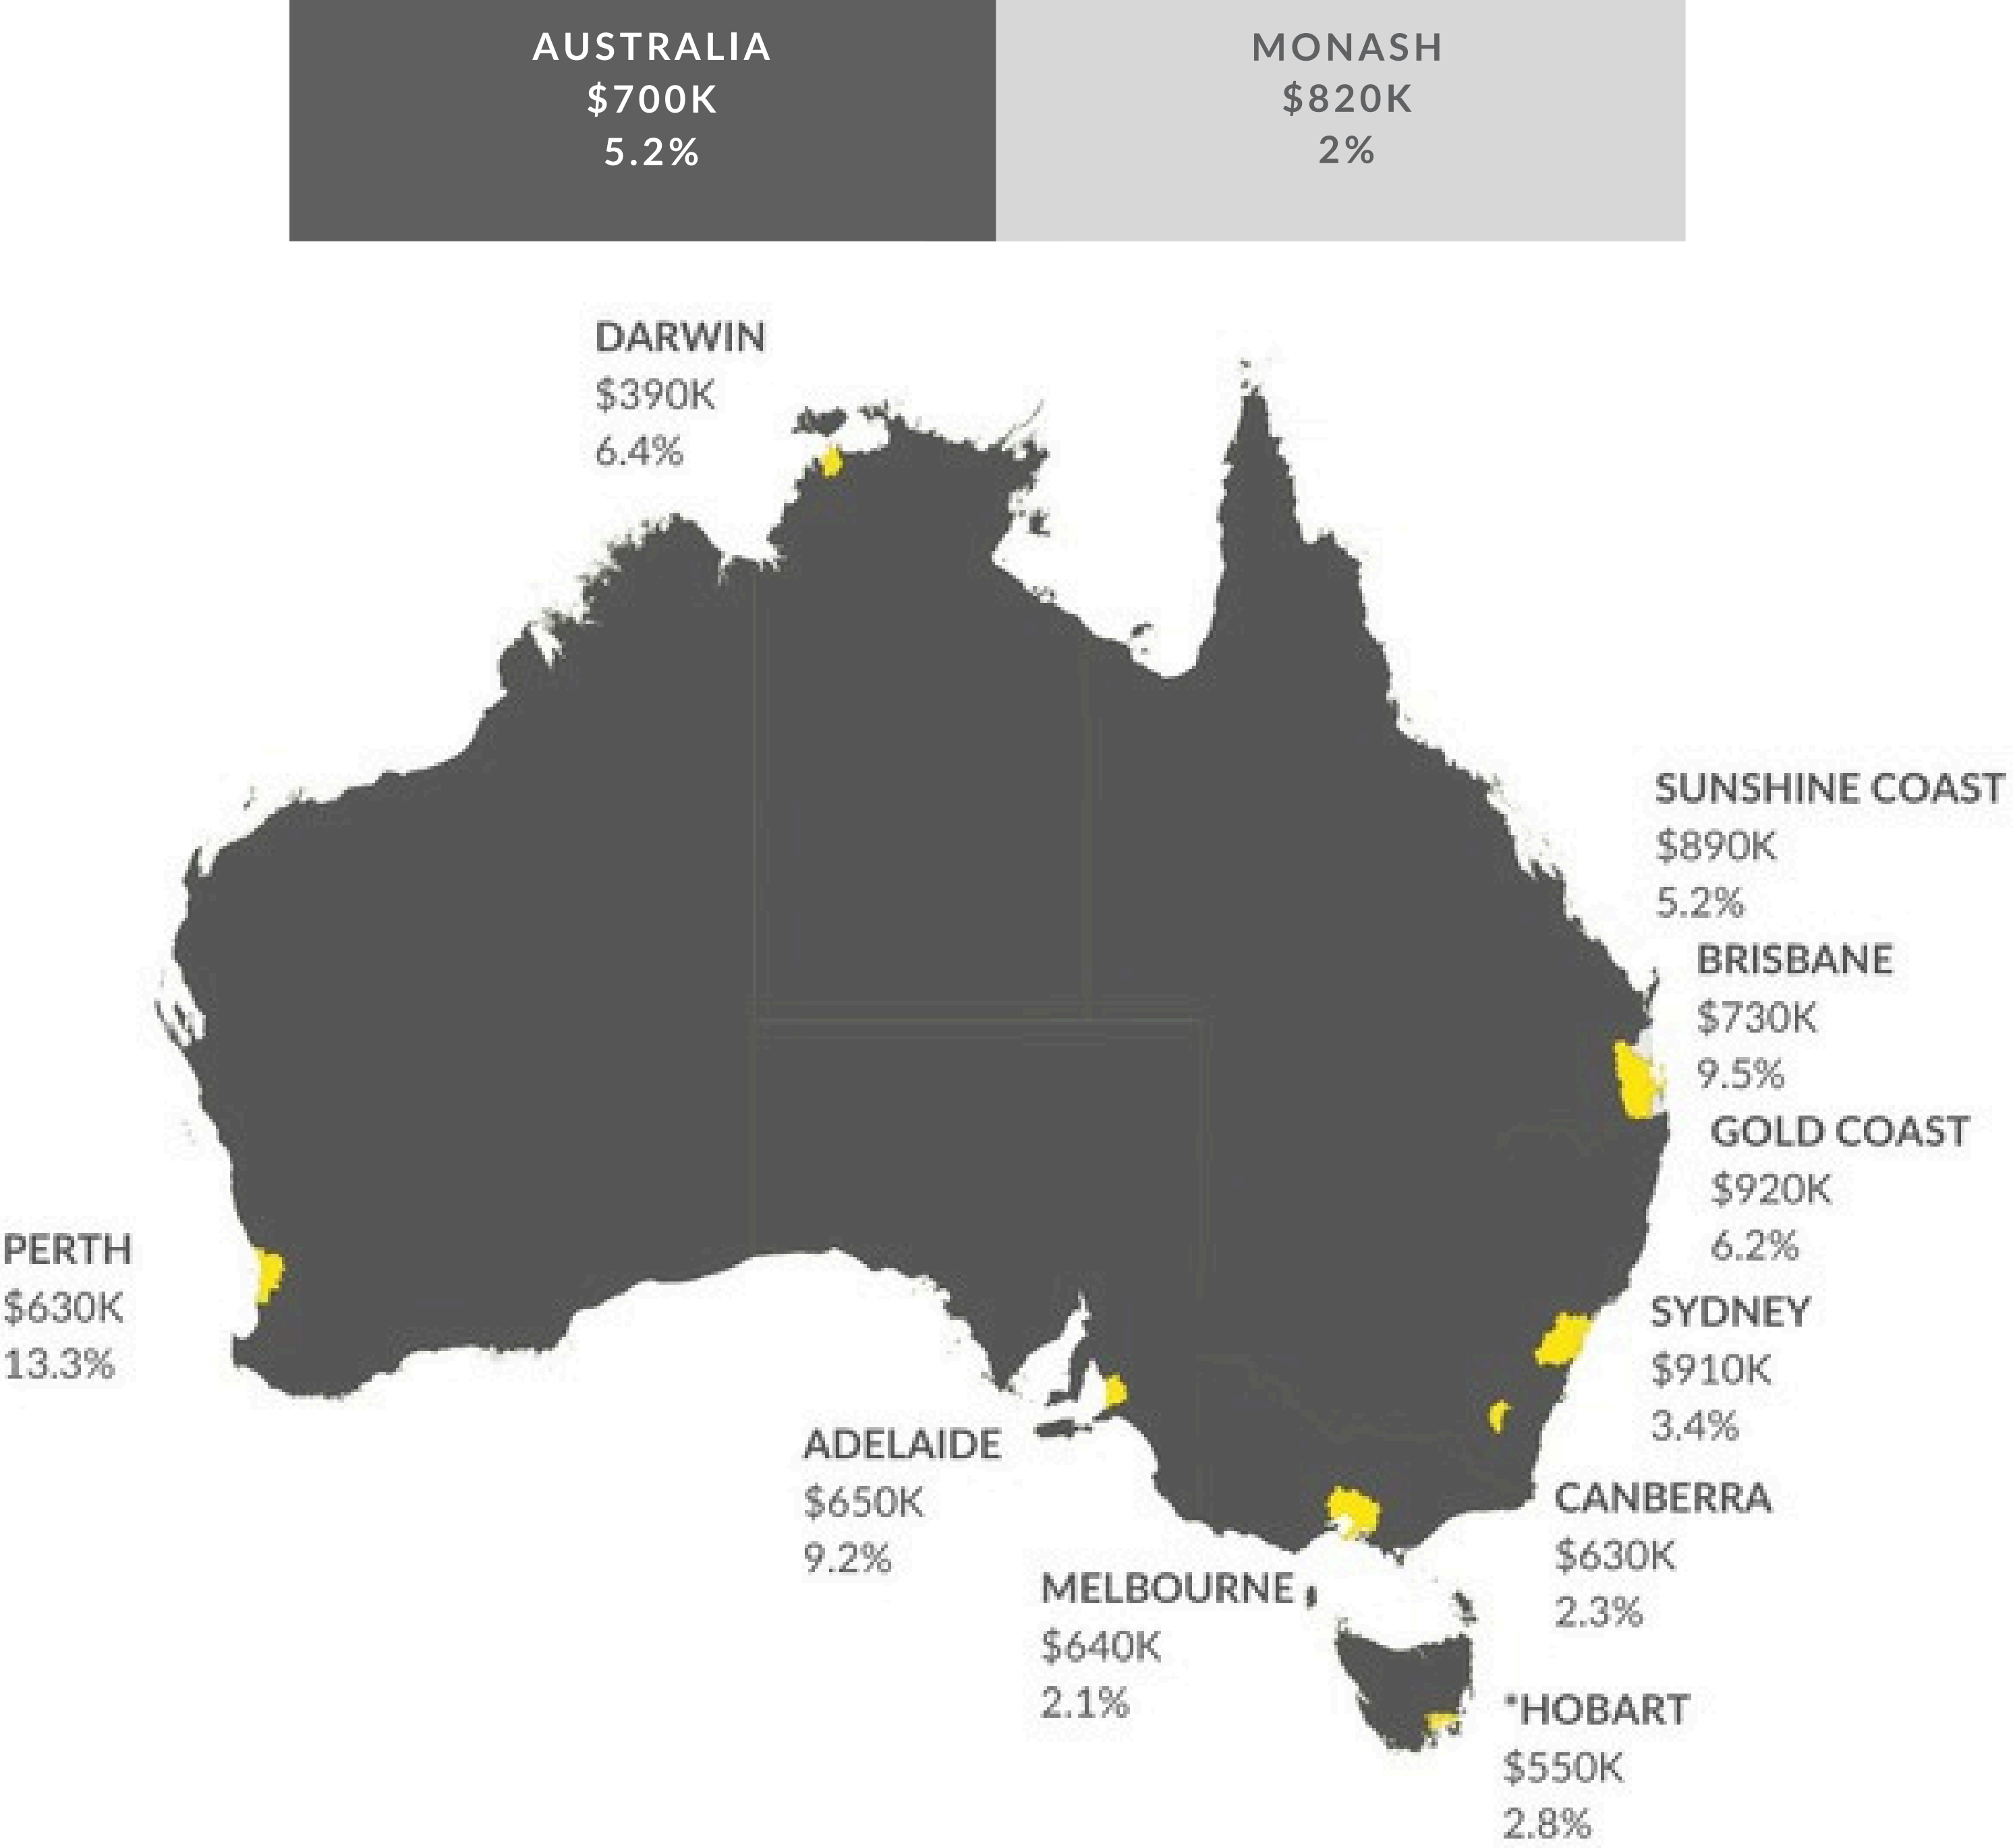 AUSTRALIA
$700K
5.2%
MONASH
$820K
2%
DARWIN
$390K
6.4%
SUNSHINE COAST
$890K
5.2%
BRISBANE
$730K
9.5%
GOLD COAST
$920K
6.2%
PERTH
$630K
13.3%
SYDNEY
$910K
3.4%
ADELAIDE
$650K
9.2%
CANBERRA
$630K
2.3%
MELBOURNE
$640K
2.1%
*HOBART
$550K
2.8%